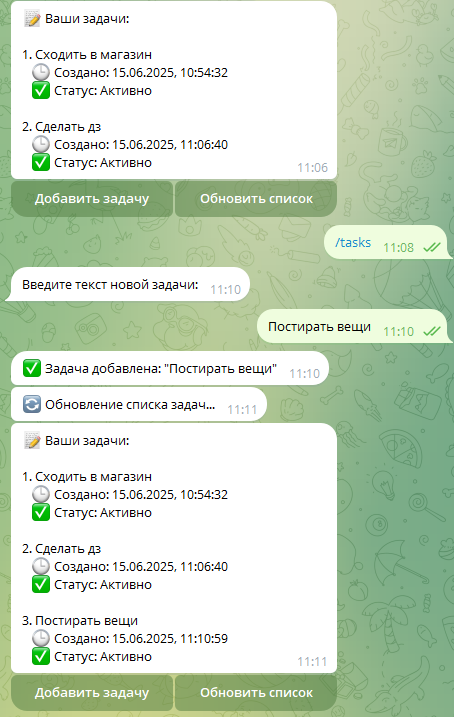 Ваши задачи:
1. Сходить в магазин
Создано: 15.06.2025, 10:54:32
Статус: Активно
2. Сделать дз
Создано: 15.06.2025, 11:06:40
Статус: Активно
11:06
Добавить задачу
Обновить список
/tasks 11:08
Введите текст новой задачи: 11:10
Постирать вещи 11:10
Задача добавлена: "Постирать вещи" 11:10
Обновление списка задач... 11:11
Ваши задачи:
1. Сходить в магазин
Создано: 15.06.2025, 10:54:32
Статус: Активно
2. Сделать дз
Создано: 15.06.2025, 11:06:40
Статус: Активно
3. Постирать вещи
Создано: 15.06.2025, 11:10:59
Статус: Активно
11:11
Добавить задачу
Обновить список